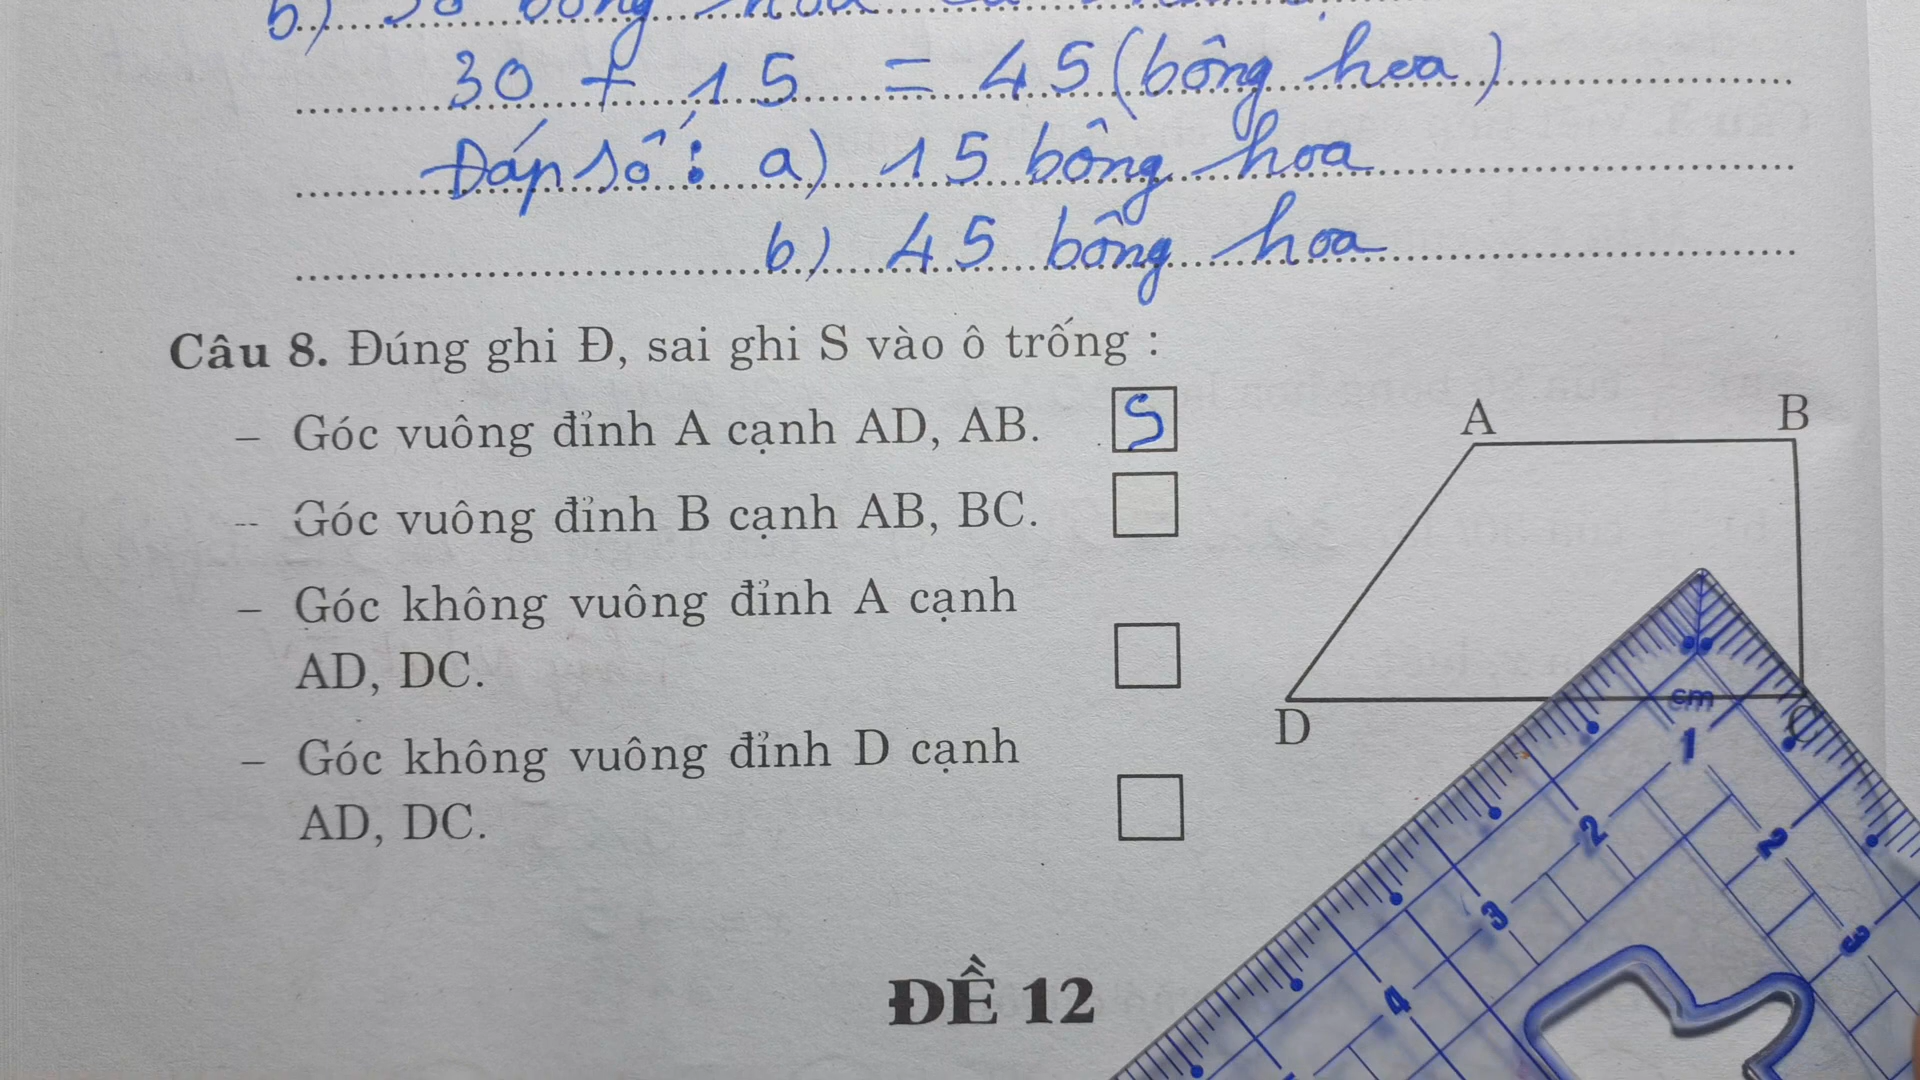 b)
30 + 15 = 45 (bông hoa)
Đáp số: a) 15 bông hoa
b) 45 bông hoa
Câu 8. Đúng ghi Đ, sai ghi S vào ô trống :
– Góc vuông đỉnh A cạnh AD, AB. S
– Góc vuông đỉnh B cạnh AB, BC.
– Góc không vuông đỉnh A cạnh
AD, DC.
– Góc không vuông đỉnh D cạnh
AD, DC.
A B
D C
cm
1
2 2
3 3
4
ĐỀ 12